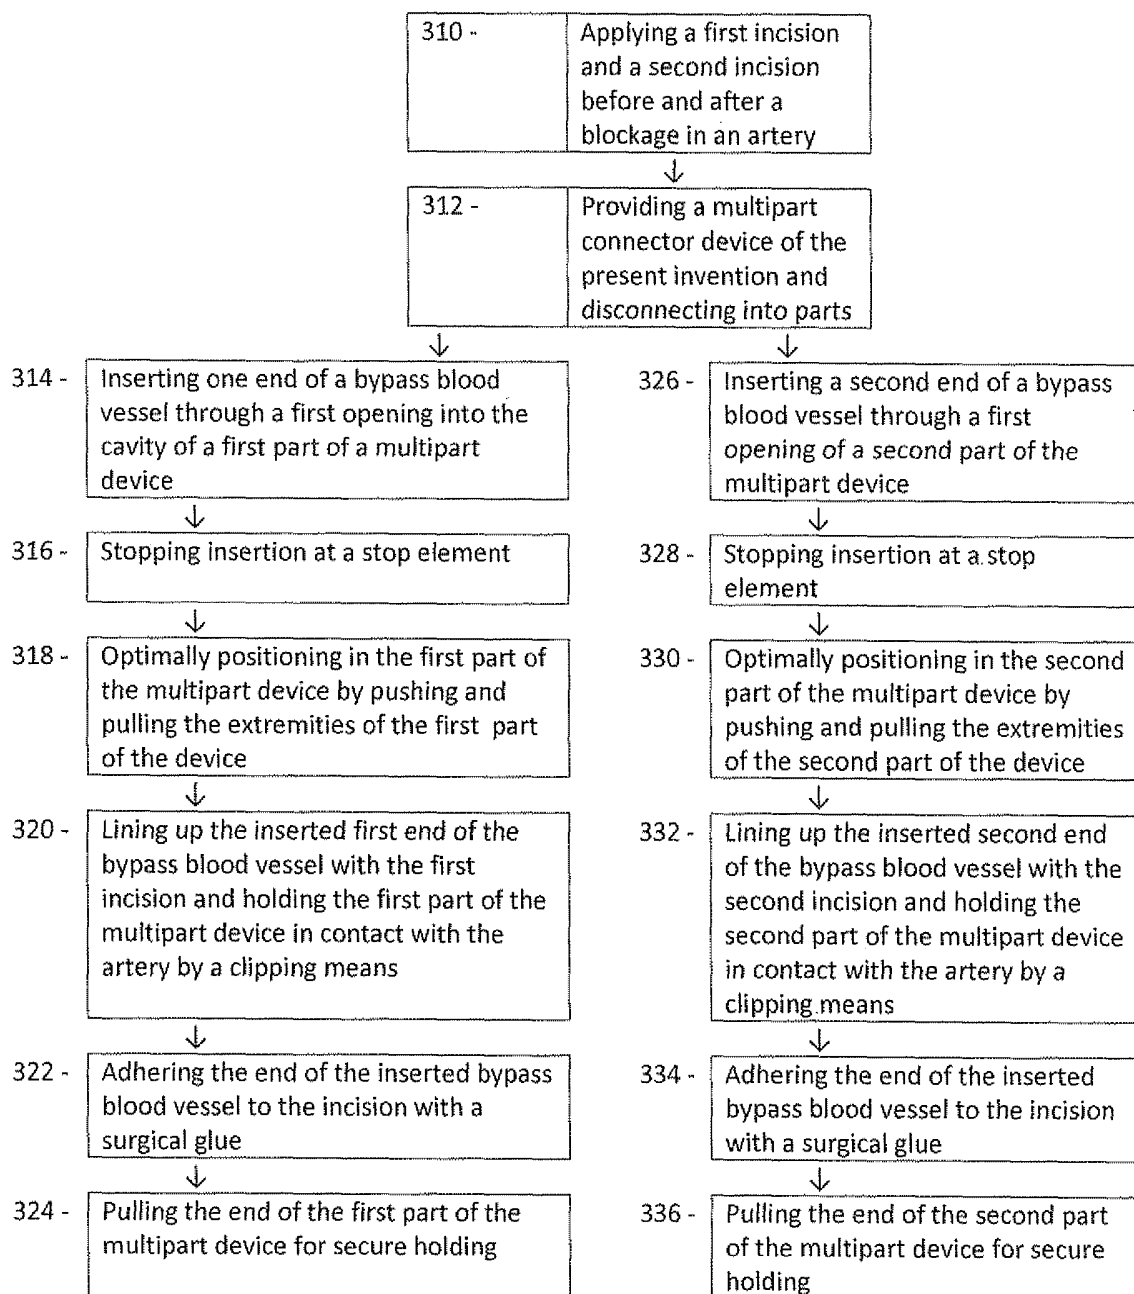 310 -
Applying a first incision
and a second incision
before and after a
blockage in an artery
312 -
Providing a multipart
connector device of the
present invention and
disconnecting into parts
314 -
Inserting one end of a bypass blood
vessel through a first opening into the
cavity of a first part of a multipart
device
316 -
Stopping insertion at a stop element
318 -
Optimally positioning in the first part of
the multipart device by pushing and
pulling the extremities of the first part
of the device
320 -
Lining up the inserted first end of the
bypass blood vessel with the first
incision and holding the first part of the
multipart device in contact with the
artery by a clipping means
322 -
Adhering the end of the inserted bypass
blood vessel to the incision with a
surgical glue
324 -
Pulling the end of the first part of the
multipart device for secure holding
326 -
Inserting a second end of a bypass
blood vessel through a first
opening of a second part of the
multipart device
328 -
Stopping insertion at a stop
element
330 -
Optimally positioning in the second
part of the multipart device by
pushing and pulling the extremities
of the second part of the device
332 -
Lining up the inserted second end
of the bypass blood vessel with the
second incision and holding the
second part of the multipart device
in contact with the artery by a
clipping means
334 -
Adhering the end of the inserted
bypass blood vessel to the incision
with a surgical glue
336 -
Pulling the end of the second part
of the multipart device for secure
holding